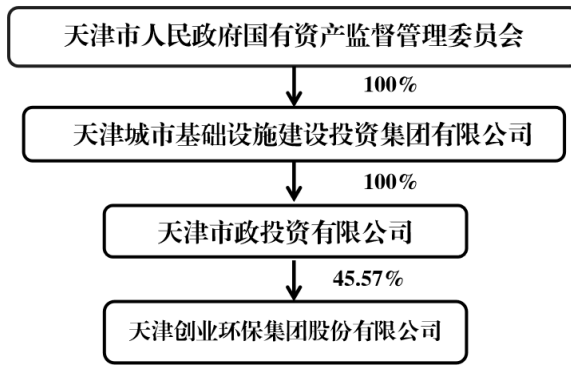 天津市人民政府国有资产监督管理委员会
100%
天津城市基础设施建设投资集团有限公司
100%
天津市政投资有限公司
45.57%
天津创业环保集团股份有限公司